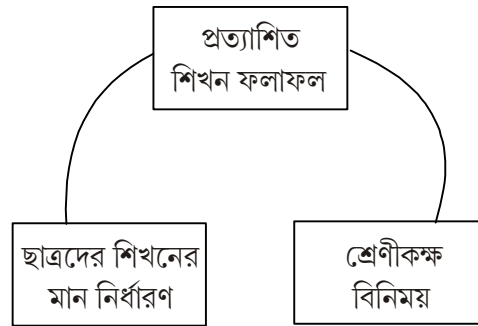 প্রত্যাশিত
শিখন ফলাফল
ছাত্রদের শিখনের
মান নির্ধারণ
শ্রেণীকক্ষ
বিনিময়